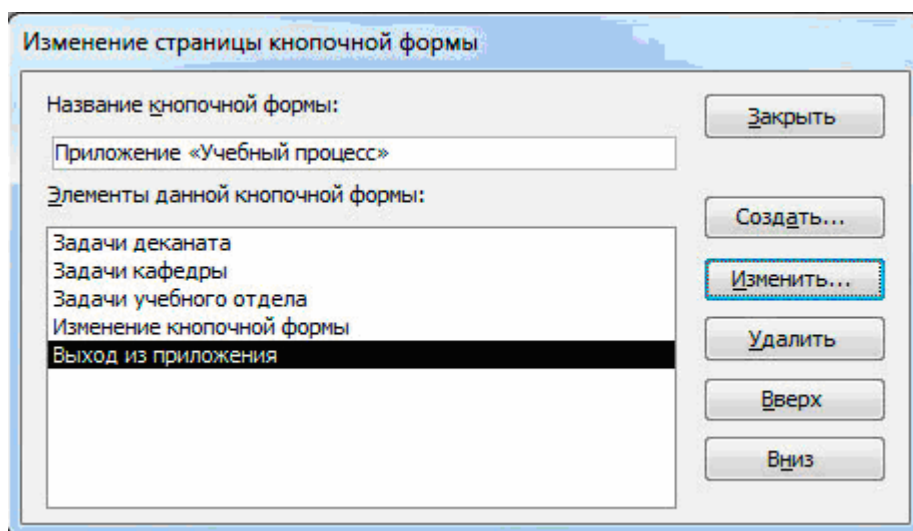 Изменение страницы кнопочной формы
Название кнопочной формы:
Закрыть
Приложение «Учебный процесс»
Элементы данной кнопочной формы:
Создать...
Задачи деканата
Задачи кафедры
Изменить...
Задачи учебного отдела
Изменение кнопочной формы
Удалить
Выход из приложения
Вверх
Вниз